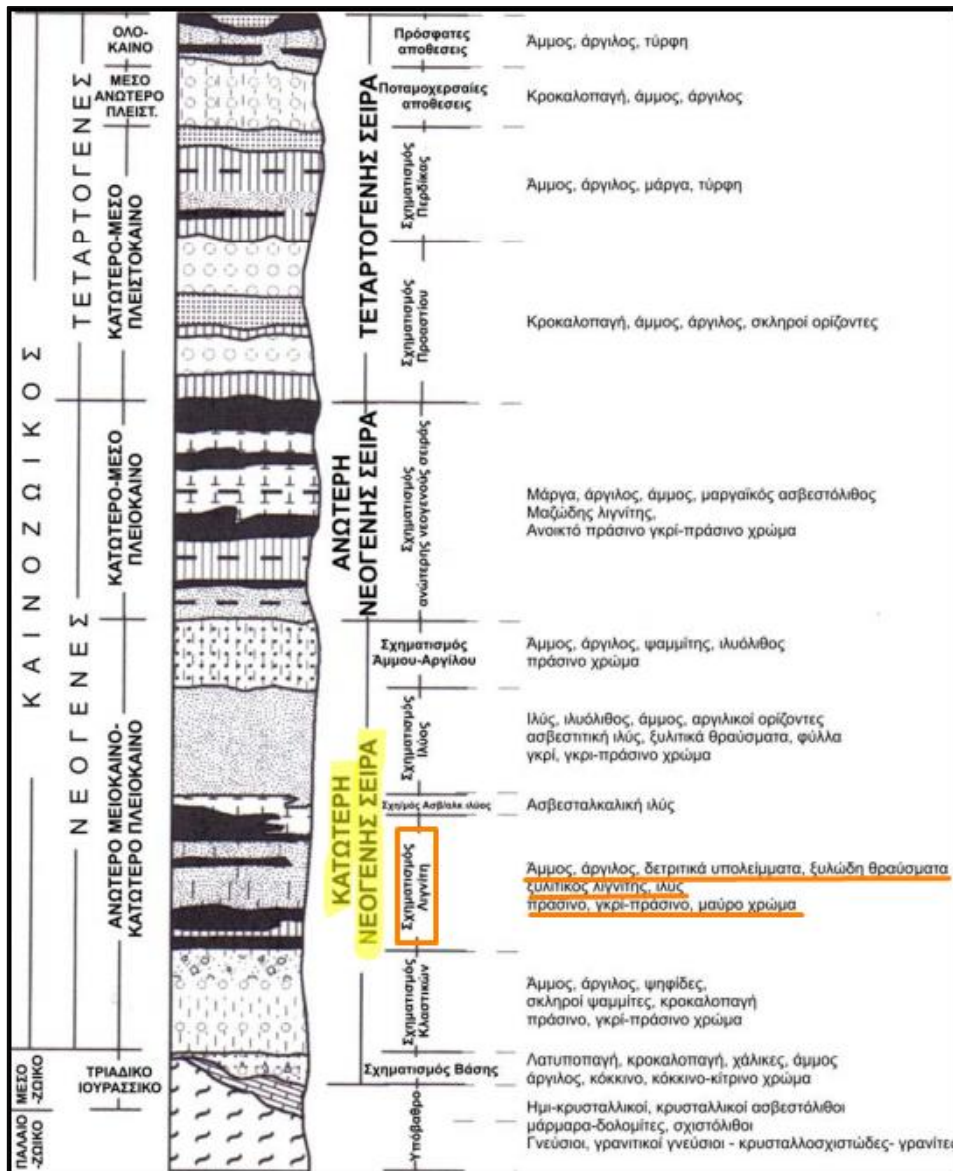 ΚΑΙΝΟΖΩΙΚΟΣ
ΜΕΣΟ
-ΖΩΙΚΟ
ΠΑΛΑΙΟ
-ΖΩΙΚΟ
ΤΕΤΑΡΤΟΓΕΝΕΣ
ΝΕΟΓΕΝΕΣ
ΟΛΟ-
ΚΑΙΝΟ
ΜΕΣΟ
ΑΝΩΤΕΡΟ
ΠΛΕΙΣΤ.
ΚΑΤΩΤΕΡΟ-ΜΕΣΟ
ΠΛΕΙΣΤΟΚΑΙΝΟ
ΚΑΤΩΤΕΡΟ-ΜΕΣΟ
ΠΛΕΙΟΚΑΙΝΟ
ΑΝΩΤΕΡΟ ΜΕΙΟΚΑΙΝΟ-
ΚΑΤΩΤΕΡΟ ΠΛΕΙΟΚΑΙΝΟ
ΤΡΙΑΔΙΚΟ
ΙΟΥΡΑΣΣΙΚΟ
ΤΕΤΑΡΤΟΓΕΝΗΣ ΣΕΙΡΑ
ΑΝΩΤΕΡΗ
ΝΕΟΓΕΝΗΣ ΣΕΙΡΑ
ΚΑΤΩΤΕΡΗ
ΝΕΟΓΕΝΗΣ ΣΕΙΡΑ
Πρόσφατες
αποθεσεις
Άμμος, άργιλος, τύρφη
Ποταμοχερσαίες
αποθέσεις
Κροκαλοπαγή, άμμος, άργιλος
Σχηματισμός
Περδίκας
Άμμος, άργιλος, μάργα, τύρφη
Σχηματισμός
Προαστίου
Κροκαλοπαγή, άμμος, άργιλος, σκληροί ορίζοντες
Σχηματισμός
ανώτερης νεογενούς σειράς
Μάργα, άργιλος, άμμος, μαργαϊκός ασβεστόλιθος
Μαζώδης λιγνίτης,
Ανοικτό πράσινο γκρί-πράσινο χρώμα
Σχηματισμός
Άμμου-Αργίλου
Άμμος, άργιλος, ψαμμίτης, ιλυόλιθος
πράσινο χρώμα
Σχηματισμός
Ιλύος
Ιλύς, ιλυόλιθος, άμμος, αργιλικοί ορίζοντες
ασβεστιτική ιλύς, ξυλιτικά θραύσματα, φύλλα
γκρί, γκρι-πράσινο χρώμα
Σχη/μός Ασβ/αλκ ιλύος
Ασβεσταλκαλική ιλύς
Σχηματισμός
Λιγνίτη
Άμμος, άργιλος, δετριτικά υπολείμματα, ξυλώδη θραύσματα
ξυλιτικός λιγνίτης, ιλύς
πράσινο, γκρί-πράσινο, μαύρο χρώμα
Σχηματισμός
Κλαστικών
Άμμος, άργιλος, ψηφίδες,
σκληροί ψαμμίτες, κροκαλοπαγή
πράσινο, γκρί-πράσινο χρώμα
Σχηματισμός Βάσης
Λατυποπαγή, κροκαλοπαγή, χάλικες, άμμος
άργιλος, κόκκινο, κόκκινο-κίτρινο χρώμα
Υπόβαθρο
Ημι-κρυσταλλικοί, κρυσταλλικοί ασβεστόλιθοι
μάρμαρα-δολομίτες, σχιστόλιθοι
Γνεύσιοι, γρανιτικοί γνεύσιοι - κρυσταλλοσχιστώδες- γρανίτες